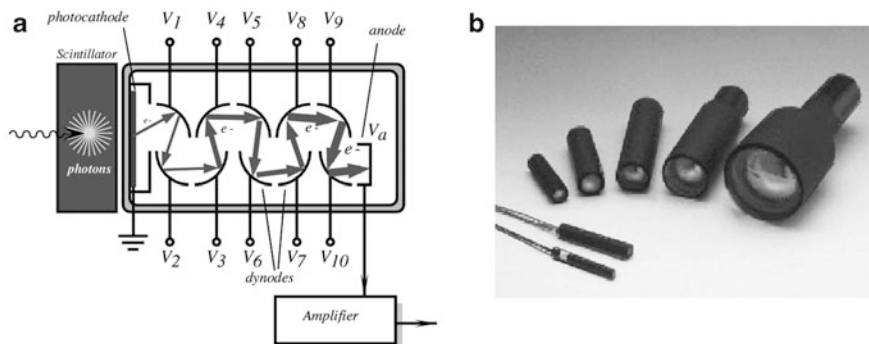 a
b
V1 V4 V5 V8 V9
photocathode
anode
Scintillator
e-
e-
e-
e-
Va
photons
V2 V3 V6 V7 V10
dynodes
Amplifier